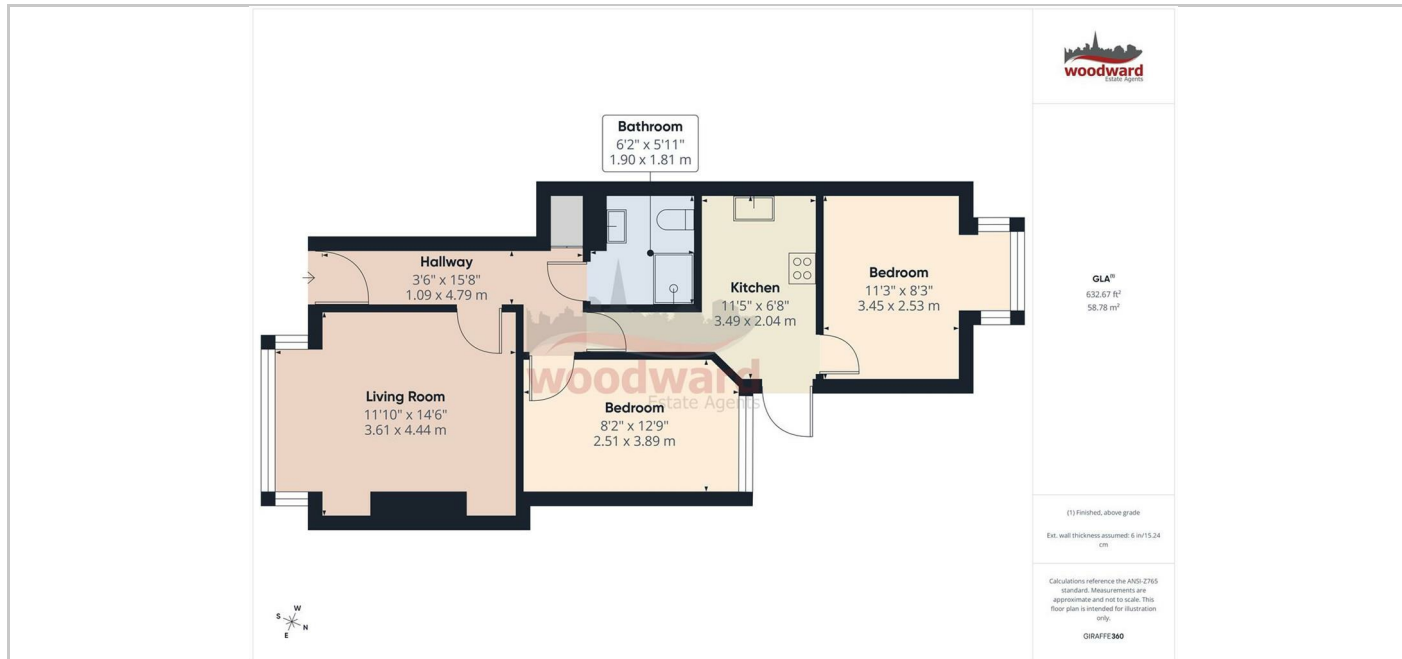 woodward
Estate Agents
Bathroom
6'2" x 5'11"
1.90 x 1.81 m
Hallway
3'6" x 15'8"
1.09 x 4.79 m
Kitchen
11'5" x 6'8"
3.49 x 2.04 m
Bedroom
11'3" x 8'3"
3.45 x 2.53 m
Living Room
11'10" x 14'6"
3.61 x 4.44 m
Bedroom
8'2" x 12'9"
2.51 x 3.89 m
woodward
Estate Agents
GLA⁽¹⁾
632.67 ft²
58.78 m²
(1) Finished, above grade
Ext. wall thickness assumed: 6 in/15.24
cm
Calculations reference the ANSI-Z765
standard. Measurements are
approximate and not to scale. This
floor plan is intended for illustration
only.
GIRAFFE360
W
S
N
E